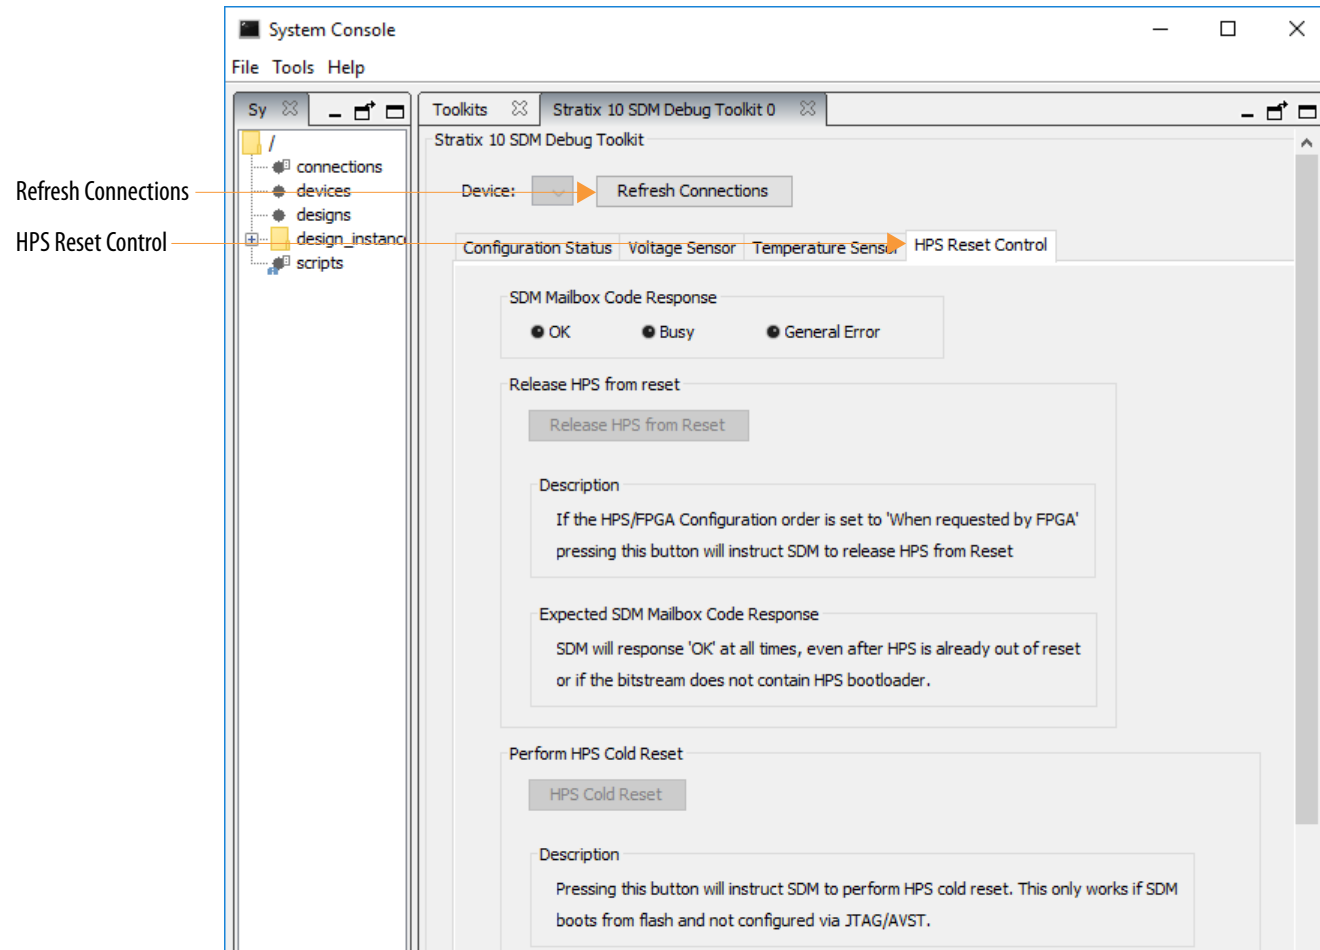 System Console
File Tools Help
Sy
Toolkits
Stratix 10 SDM Debug Toolkit 0
/
connections
devices
designs
design_instance
scripts
Refresh Connections
HPS Reset Control
Stratix 10 SDM Debug Toolkit
Device:
Refresh Connections
Configuration Status
Voltage Sensor
Temperature Sensor
HPS Reset Control
SDM Mailbox Code Response
OK
Busy
General Error
Release HPS from reset
Release HPS from Reset
Description
If the HPS/FPGA Configuration order is set to 'When requested by FPGA'
pressing this button will instruct SDM to release HPS from Reset
Expected SDM Mailbox Code Response
SDM will response 'OK' at all times, even after HPS is already out of reset
or if the bitstream does not contain HPS bootloader.
Perform HPS Cold Reset
HPS Cold Reset
Description
Pressing this button will instruct SDM to perform HPS cold reset. This only works if SDM
boots from flash and not configured via JTAG/AVST.